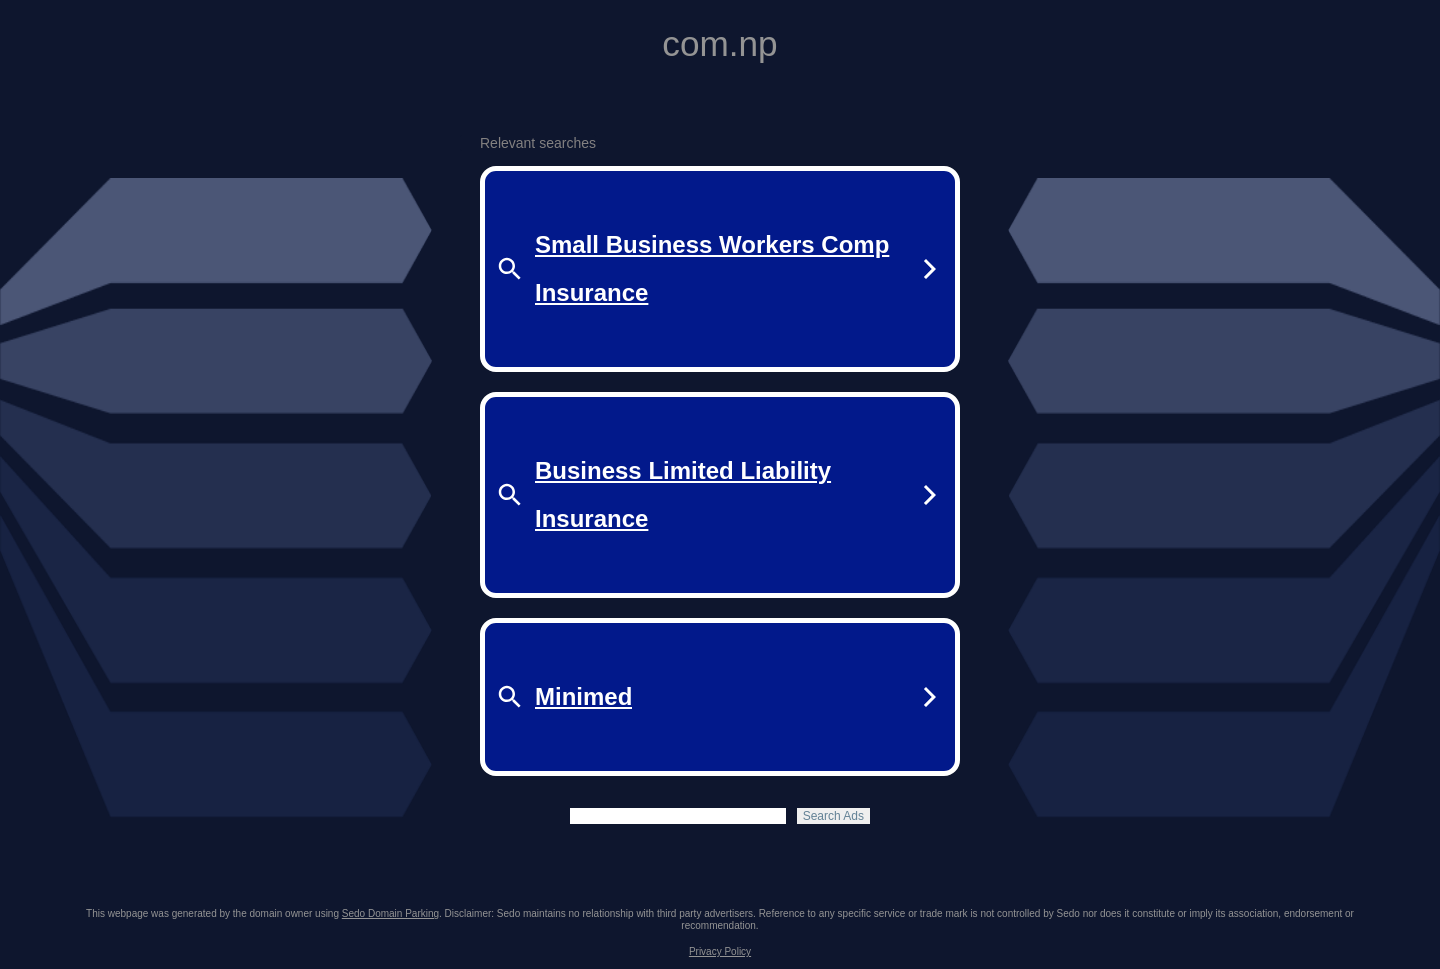 com.np
Relevant searches
Small Business Workers Comp
Insurance
Business Limited Liability
Insurance
Minimed
Search Ads
This webpage was generated by the domain owner using Sedo Domain Parking. Disclaimer: Sedo maintains no relationship with third party advertisers. Reference to any specific service or trade mark is not controlled by Sedo nor does it constitute or imply its association, endorsement or
recommendation.
Privacy Policy